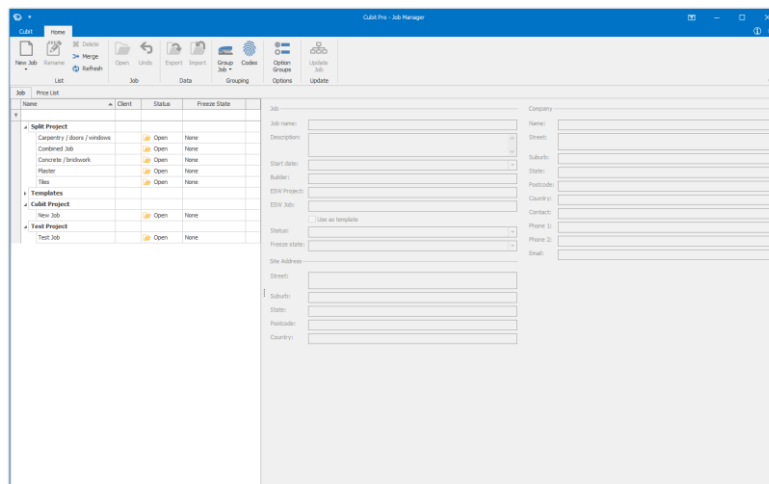 Cubit Pro - Job Manager
Cubit Home
New Job Rename Delete Merge Refresh Open Undo Export Import Group Job Codes Option Groups Update Job
List Job Data Grouping Options Update
Job Price List
Name Client Status Freeze State
Split Project
Carpentry / doors / windows Open None
Combined Job Open None
Concrete / brickwork Open None
Plaster Open None
Tiles Open None
Templates
Cubit Project
New Job Open None
Test Project
Test Job Open None
Job
Job name:
Description:
Start date:
Builder:
ESW Project:
ESW Job:
Use as template
Status:
Freeze state:
Site Address
Street:
Suburb:
State:
Postcode:
Country:
Company
Name:
Street:
Suburb:
State:
Postcode:
Country:
Contact:
Phone 1:
Phone 2:
Email: